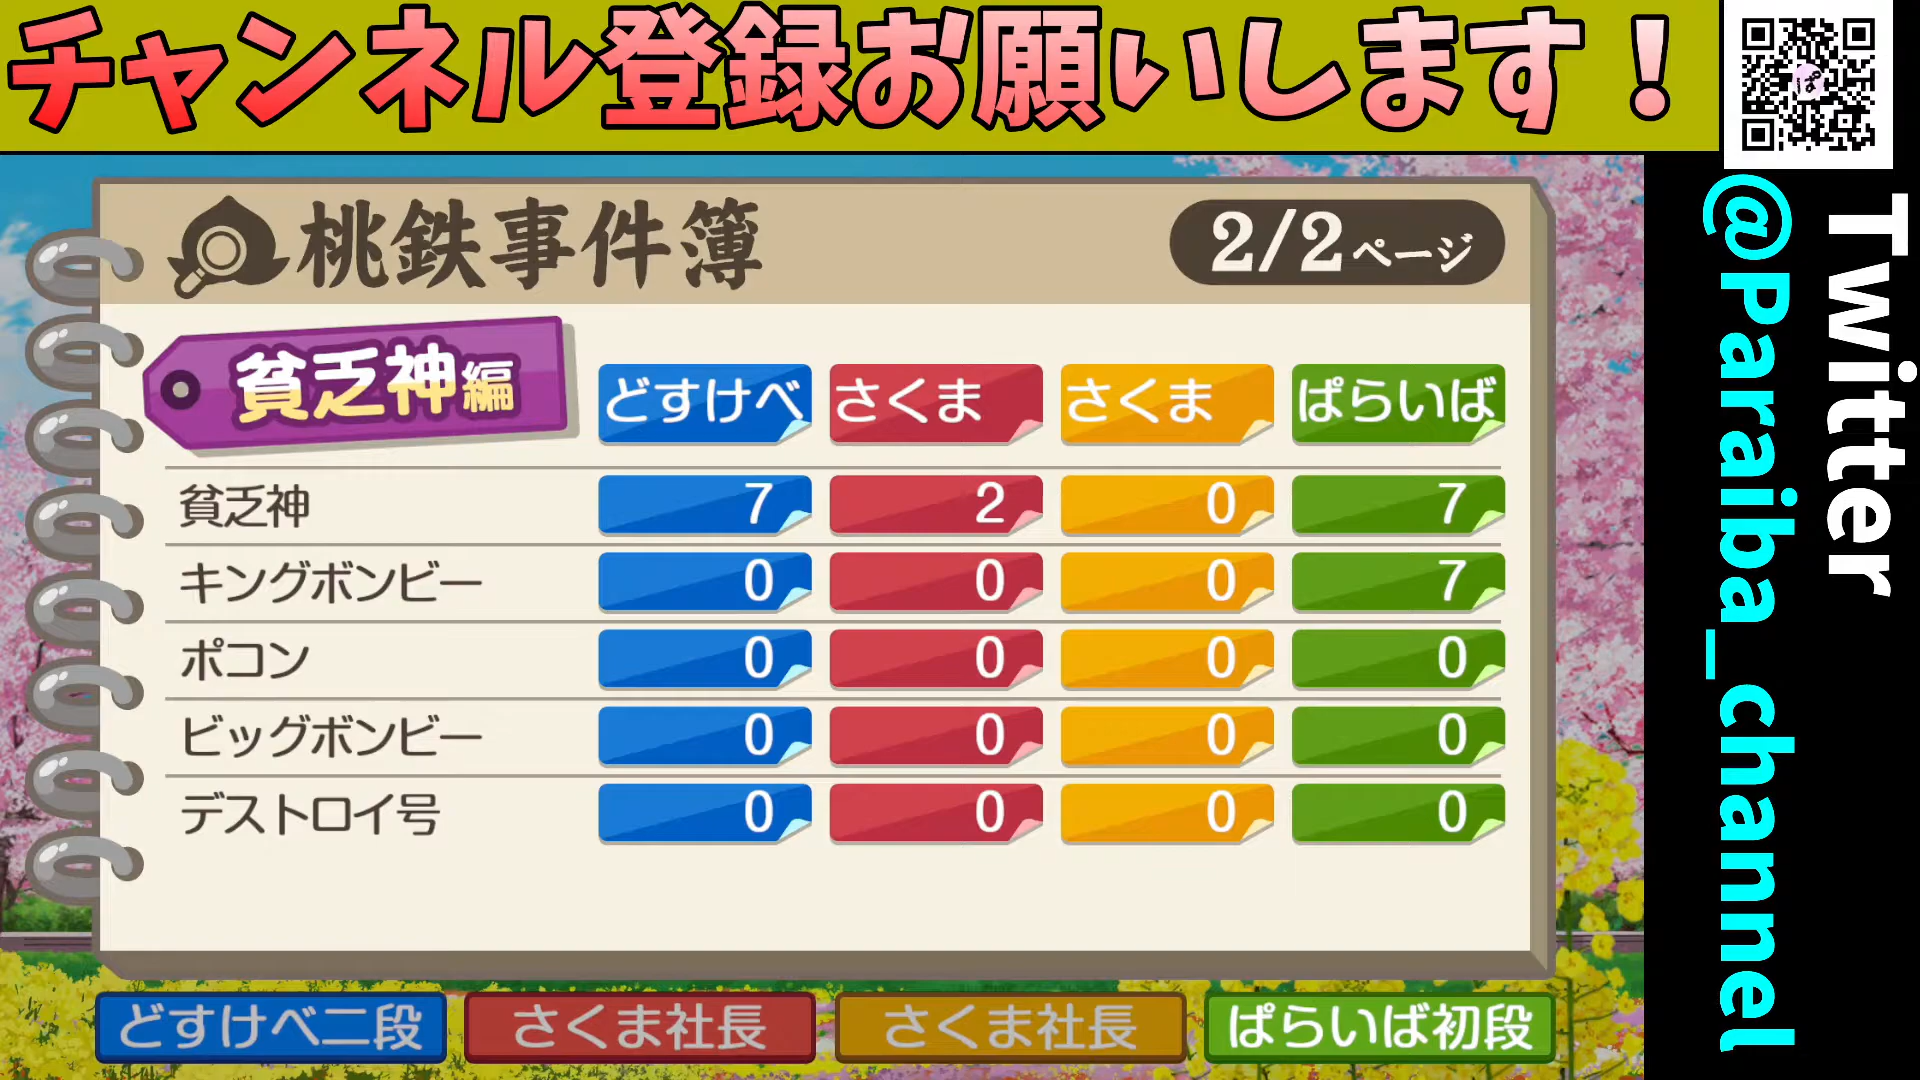 チャンネル登録お願いします！
桃鉄事件簿
2/2ページ
貧乏神編
どすけべ さくま さくま ぱらいば
貧乏神 7 2 0 7
キングボンビー 0 0 0 7
ポコン 0 0 0 0
ビッグボンビー 0 0 0 0
デストロイ号 0 0 0 0
どすけべ二段 さくま社長 さくま社長 ぱらいば初段
Twitter
@Paraiba_channel